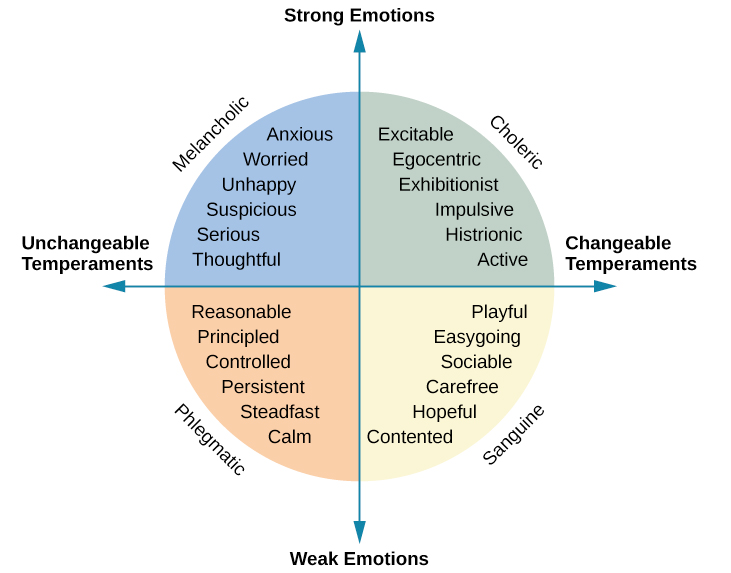 Strong Emotions
Melancholic
Anxious
Worried
Unhappy
Suspicious
Serious
Thoughtful
Choleric
Excitable
Egocentric
Exhibitionist
Impulsive
Histrionic
Active
Unchangeable
Temperaments
Changeable
Temperaments
Reasonable
Principled
Controlled
Persistent
Steadfast
Calm
Phlegmatic
Playful
Easygoing
Sociable
Carefree
Hopeful
Contented
Sanguine
Weak Emotions